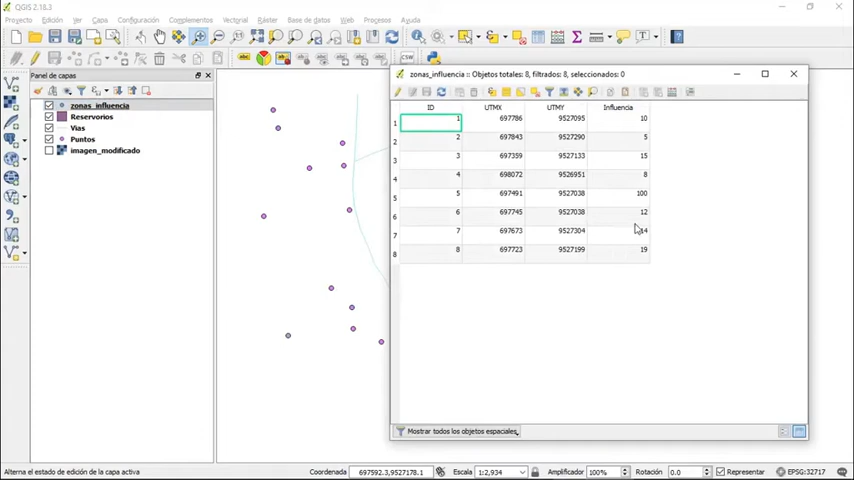 QGIS 2.18.3
Proyecto Edición Ver Capa Configuración Complementos Vectorial Ráster Base de datos Web Procesos Ayuda
CSW
Panel de capas
zonas_influencia
Reservorios
Vias
Puntos
imagen_modificado
zonas_influencia :: Objetos totales: 8, filtrados: 8, seleccionados: 0
ID UTMX UTMY Influencia
1 1 697786 9527095 10
2 2 697843 9527290 5
3 3 697359 9527133 15
4 4 698072 9526951 8
5 5 697491 9527038 100
6 6 697745 9527038 12
7 7 697673 9527304 14
8 8 697723 9527199 19
Mostrar todos los objetos espaciales
Alterna el estado de edición de la capa activa Coordenada 697592.3,9527178.1 Escala 1:2,934 Amplificador 100% Rotación 0.0 Representar EPSG:32717